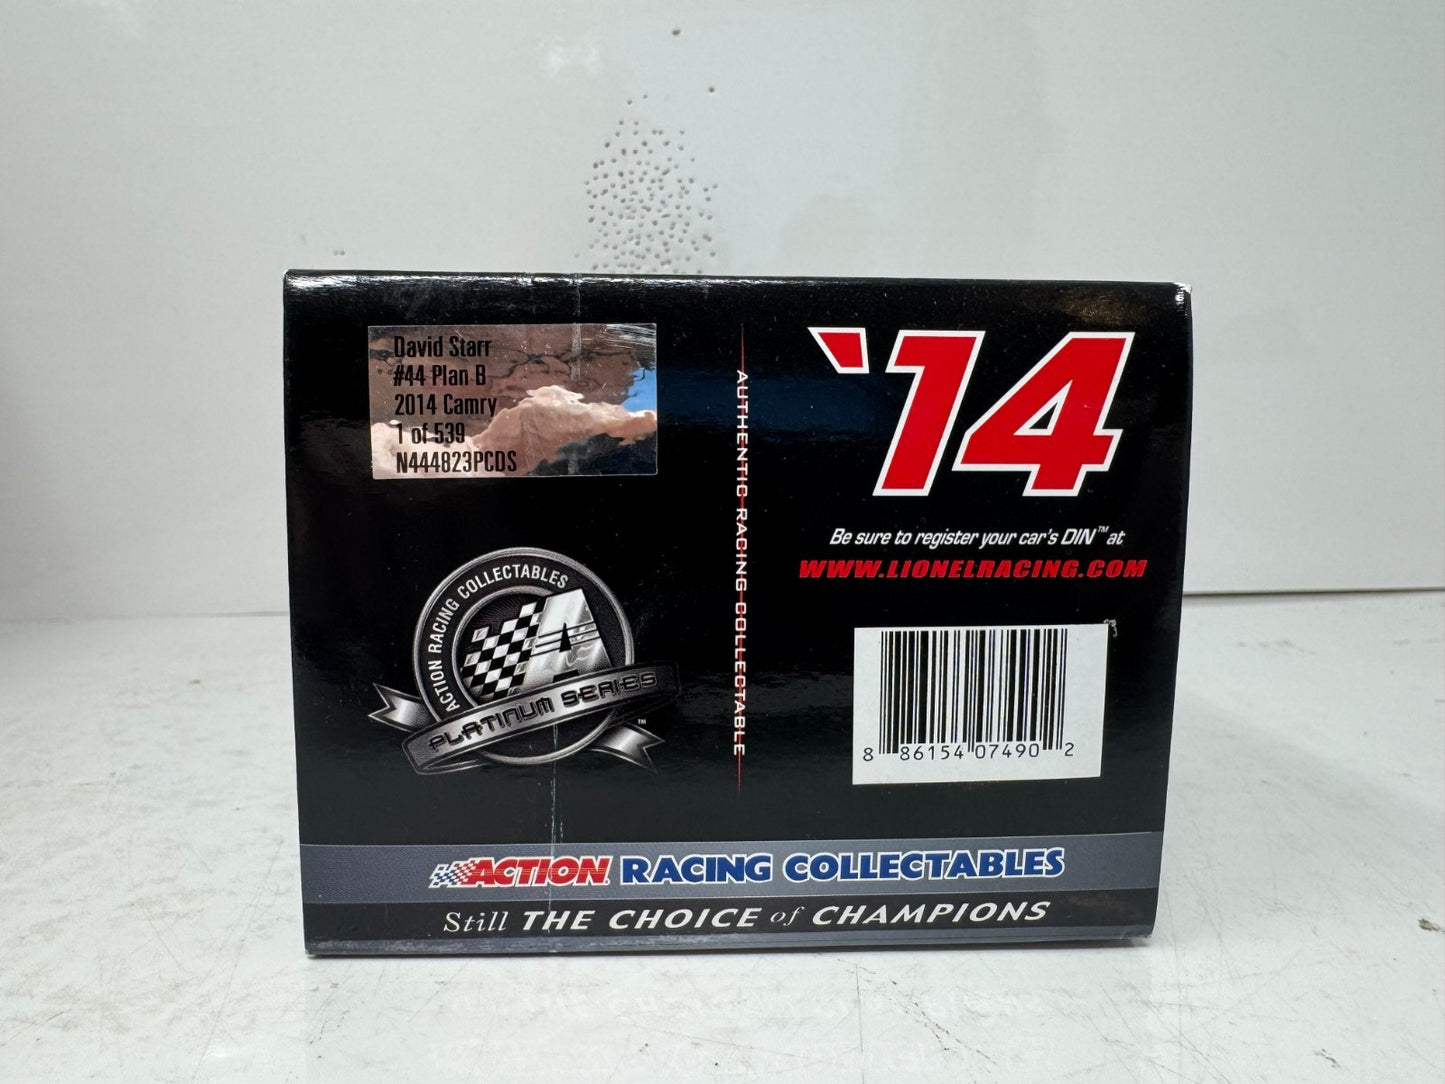 David Starr
#44 Plan B
2014 Camry
1 of 539
N444823PCDS
AUTHENTIC RACING COLLECTABLE
'14
Be sure to register your car's DIN™ at
WWW.LIONELRACING.COM
ACTION RACING COLLECTABLES
A
PLATINUM SERIES
TM
8 86154 07490 2
ACTION RACING COLLECTABLES
Still THE CHOICE of CHAMPIONS